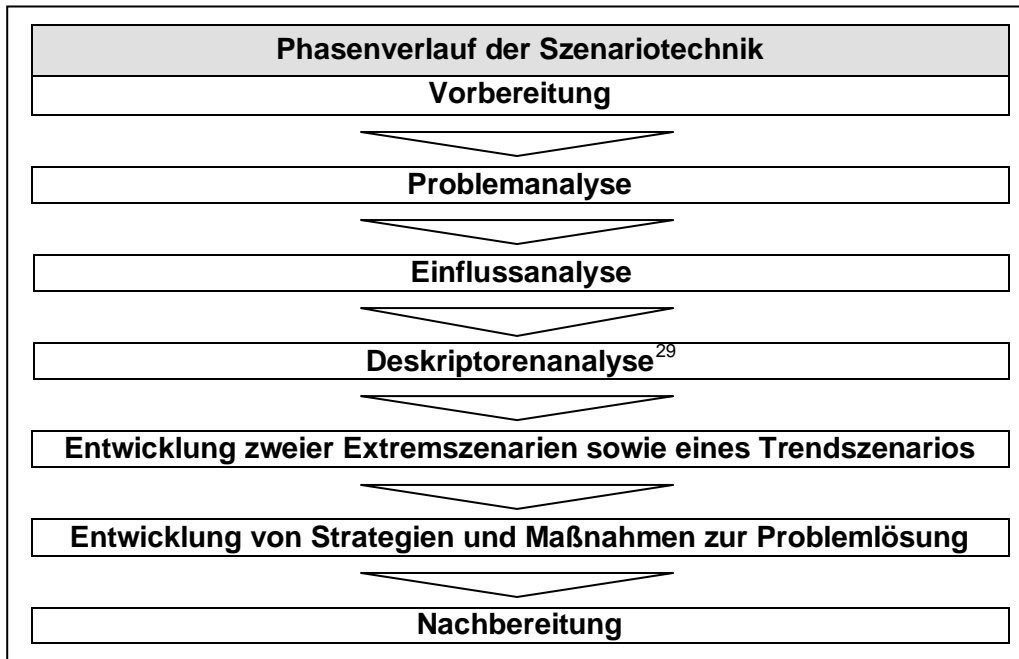 Phasenverlauf der Szenariotechnik
Vorbereitung
Problemanalyse
Einflussanalyse
Deskriptorenanalyse29
Entwicklung zweier Extremszenarien sowie eines Trendszenarios
Entwicklung von Strategien und Maßnahmen zur Problemlösung
Nachbereitung